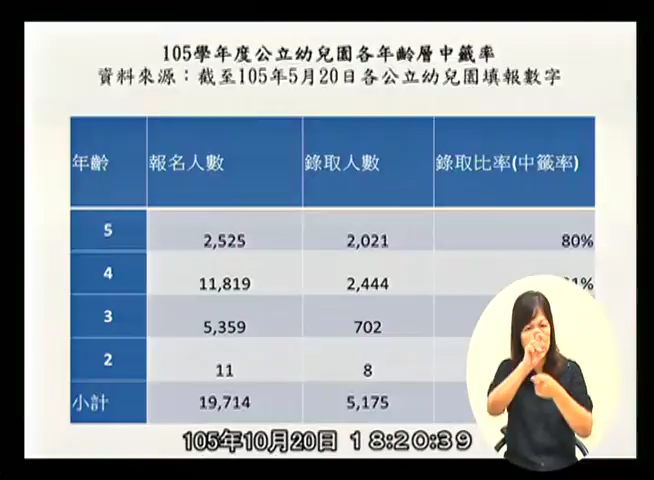 105學年度公立幼兒園各年齡層中籤率
資料來源：截至105年5月20日各公立幼兒園填報數字
年齡 報名人數 錄取人數 錄取比率(中籤率)
5 2,525 2,021 80%
4 11,819 2,444 1%
3 5,359 702
2 11 8
小計 19,714 5,175
105年10月20日 18:20:39